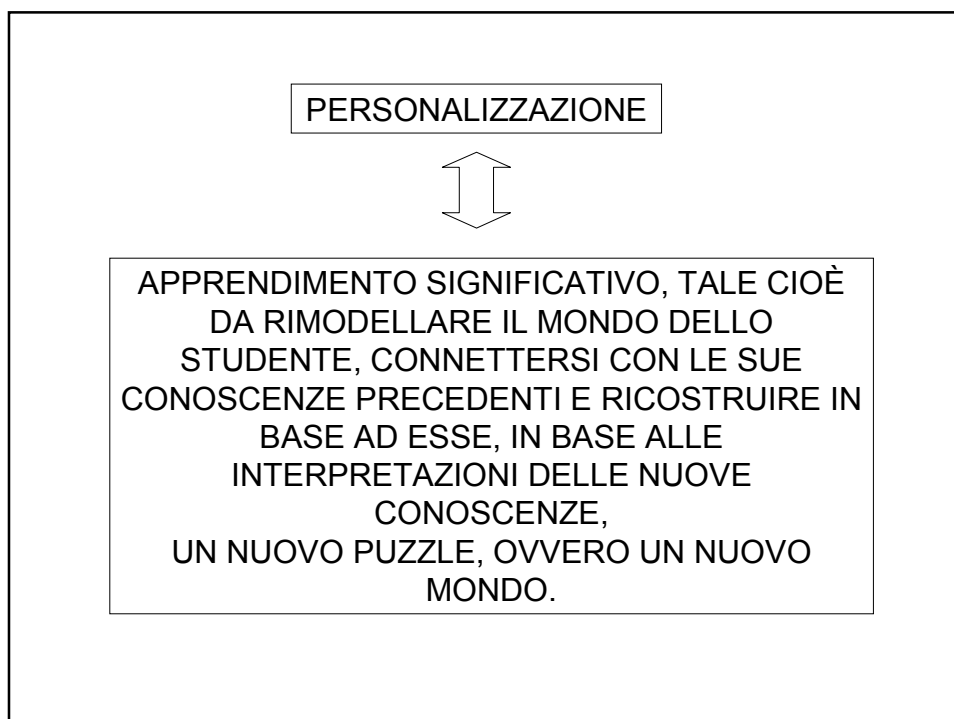 PERSONALIZZAZIONE
APPRENDIMENTO SIGNIFICATIVO, TALE CIOÈ
DA RIMODELLARE IL MONDO DELLO
STUDENTE, CONNETTERSI CON LE SUE
CONOSCENZE PRECEDENTI E RICOSTRUIRE IN
BASE AD ESSE, IN BASE ALLE
INTERPRETAZIONI DELLE NUOVE
CONOSCENZE,
UN NUOVO PUZZLE, OVVERO UN NUOVO
MONDO.